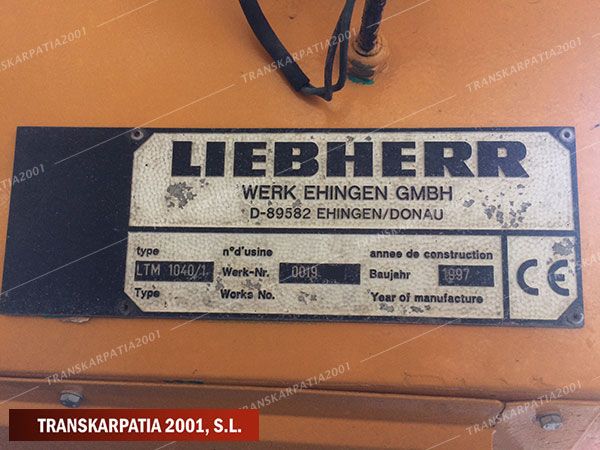 LIEBHERR
WERK EHINGEN GMBH
D-89582 EHINGEN/DONAU
type n°d'usine annee de construction
LTM 1040/1 Werk-Nr. 0019 Baujahr 1997 CE
Type Works No. Year of manufacture
TRANSKARPATIA 2001, S.L.
TRANSKARPATIA2001